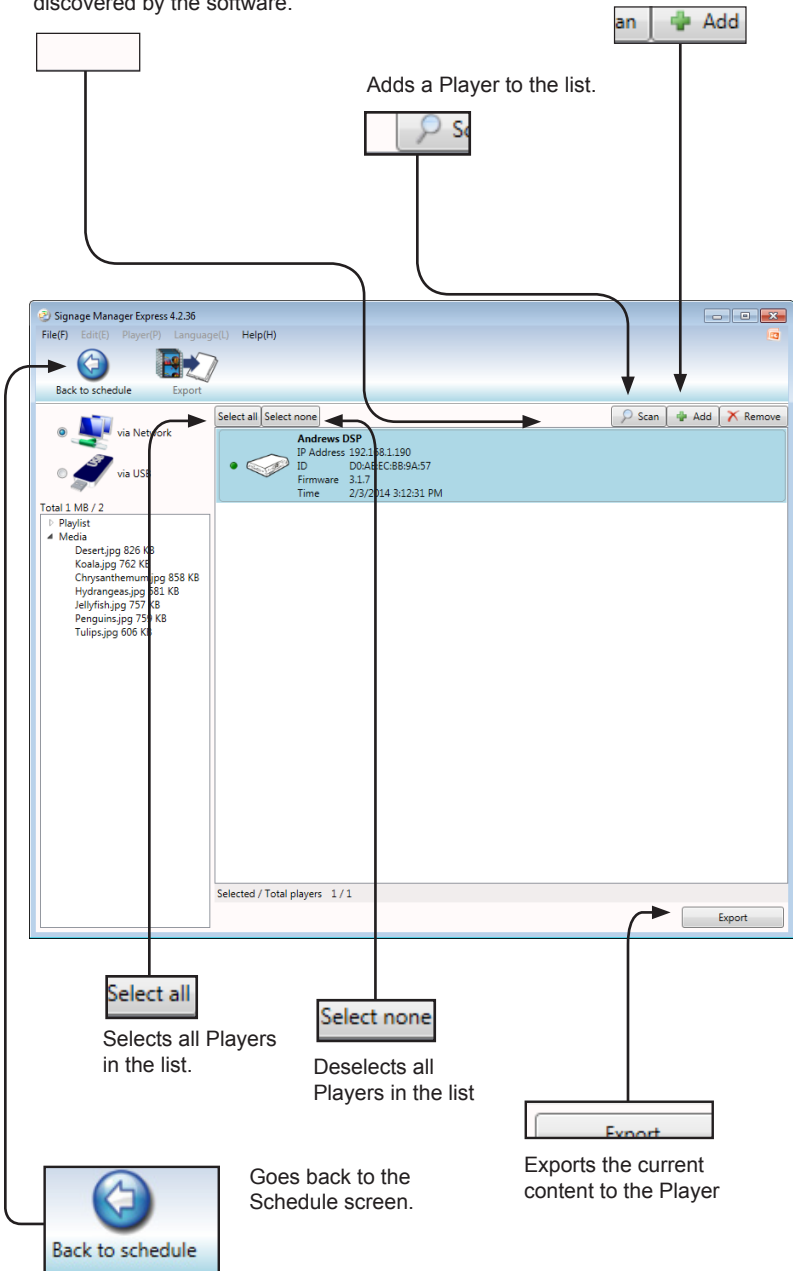 discovered by the software.
an Add
Adds a Player to the list.
Signage Manager Express 4.2.36
File(F) Edit(E) Player(P) Language(L) Help(H)
Back to schedule Export
via Network
via USB
Total 1 MB / 2
Playlist
Media
Desert.jpg 826 KB
Koala.jpg 762 KB
Chrysanthemum.jpg 858 KB
Hydrangeas.jpg 581 KB
Jellyfish.jpg 757 KB
Penguins.jpg 759 KB
Tulips.jpg 606 KB
Select all Select none Scan Add Remove
Andrews DSP
IP Address 192.168.1.190
ID D0:AE:EC:BB:9A:57
Firmware 3.1.7
Time 2/3/2014 3:12:31 PM
Selected / Total players 1 / 1
Export
Select all
Selects all Players
in the list.
Select none
Deselects all
Players in the list
Export
Exports the current
content to the Player
Back to schedule
Goes back to the
Schedule screen.